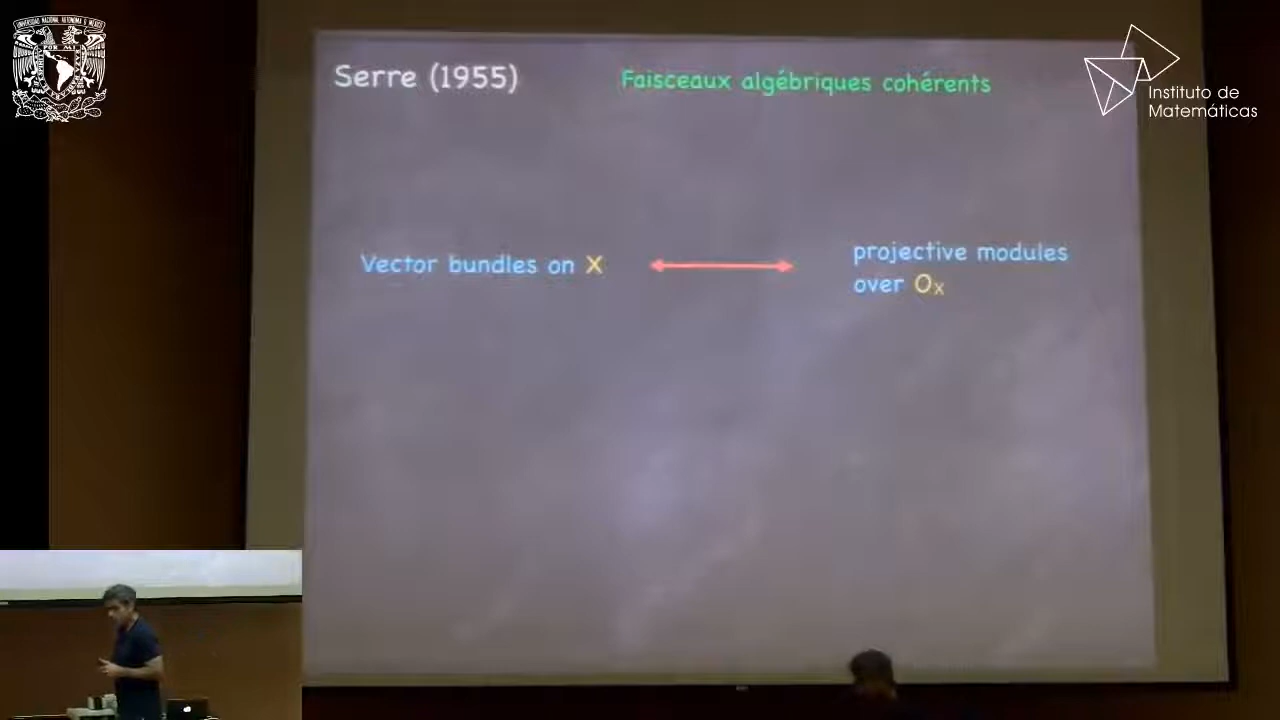 Serre (1955)
Faisceaux algébriques cohérents
Instituto de
Matemáticas
Vector bundles on X
projective modules
over Oₓ